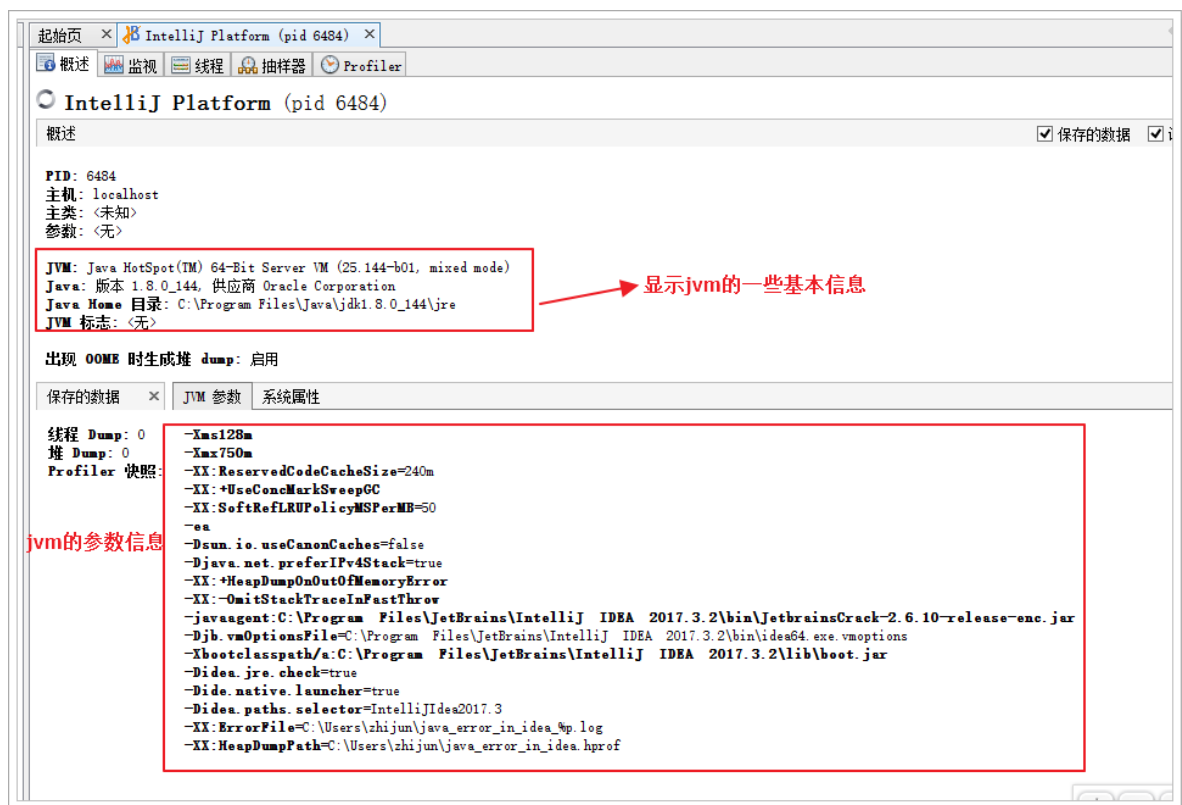 起始页 × IntelliJ Platform (pid 6484) ×
概述 监视 线程 抽样器 Profiler
IntelliJ Platform (pid 6484)
概述 保存的数据
PID: 6484
主机: localhost
主类: <未知>
参数: <无>
JVM: Java HotSpot(TM) 64-Bit Server VM (25.144-b01, mixed mode)
Java: 版本 1.8.0_144, 供应商 Oracle Corporation
Java Home 目录: C:\Program Files\Java\jdk1.8.0_144\jre
JVM 标志: <无>
显示jvm的一些基本信息
出现 OOME 时生成堆 dump: 启用
保存的数据 × JVM 参数 系统属性
线程 Dump: 0
堆 Dump: 0
Profiler 快照:
jvm的参数信息
-Xms128m
-Xmx750m
-XX:ReservedCodeCacheSize=240m
-XX:+UseConcMarkSweepGC
-XX:SoftRefLRUPolicyMSPerMB=50
-ea
-Dsun.io.useCanonCaches=false
-Djava.net.preferIPv4Stack=true
-XX:+HeapDumpOnOutOfMemoryError
-XX:-OmitStackTraceInFastThrow
-javaagent:C:\Program Files\JetBrains\IntelliJ IDEA 2017.3.2\bin\JetbrainsCrack-2.6.10-release-enc.jar
-Djb.vmOptionsFile=C:\Program Files\JetBrains\IntelliJ IDEA 2017.3.2\bin\idea64.exe.vmoptions
-Xbootclasspath/a:C:\Program Files\JetBrains\IntelliJ IDEA 2017.3.2\lib\boot.jar
-Didea.jre.check=true
-Dide.native.launcher=true
-Didea.paths.selector=IntelliJIdea2017.3
-XX:ErrorFile=C:\Users\zhijun\java_error_in_idea_%p.log
-XX:HeapDumpPath=C:\Users\zhijun\java_error_in_idea.hprof